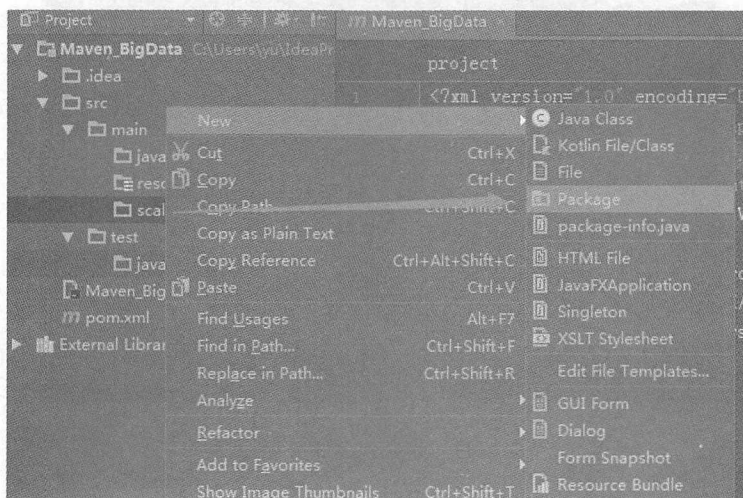 Project
Maven_BigData
Maven_BigData C:\Users\yu\IdeaPr
project
.idea
1 <?xml version="1.0" encoding="U
src
main
New
Java Class
java
Cut Ctrl+X
Kotlin File/Class
reso
Copy Ctrl+C
File
scal
Copy Path Ctrl+Shift+C
Package
test
Copy as Plain Text
package-info.java
java
Copy Reference Ctrl+Alt+Shift+C
HTML File
Maven_Big
Paste Ctrl+V
JavaFXApplication
pom.xml
Find Usages Alt+F7
Singleton
External Librar
Find in Path... Ctrl+Shift+F
XSLT Stylesheet
Replace in Path... Ctrl+Shift+R
Edit File Templates...
Analyze
GUI Form
Refactor
Dialog
Add to Favorites
Form Snapshot
Show Image Thumbnails Ctrl+Shift+T
Resource Bundle